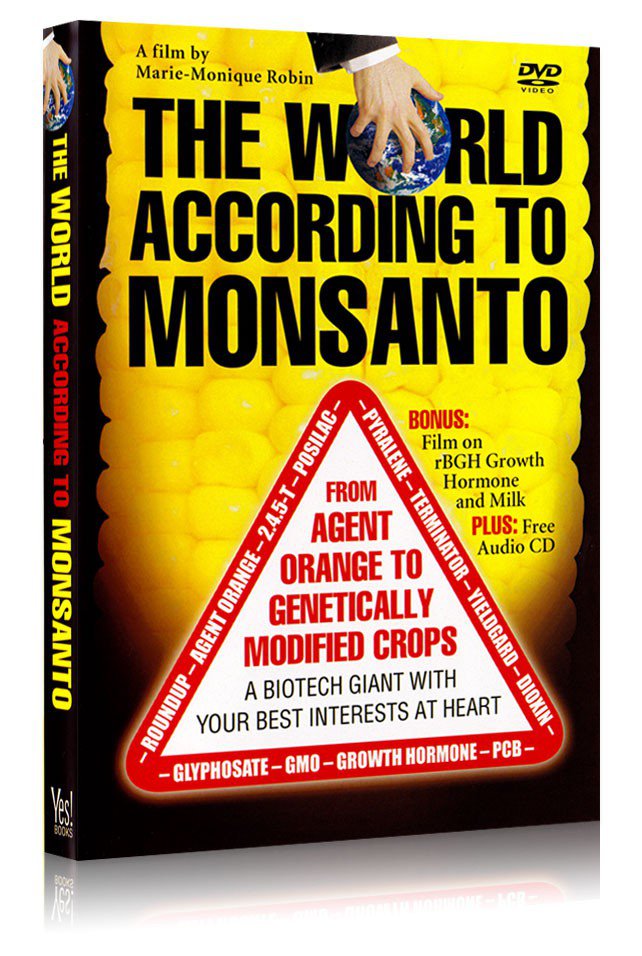 A film by
Marie-Monique Robin
DVD
VIDEO
THE WORLD
ACCORDING TO
MONSANTO
BONUS:
Film on
rBGH Growth
Hormone
and Milk
PLUS: Free
Audio CD
FROM
AGENT
ORANGE TO
GENETICALLY
MODIFIED CROPS
A BIOTECH GIANT WITH
YOUR BEST INTERESTS AT HEART
– ROUNDUP – AGENT ORANGE – 2.4.5-T – POSILAC –
– PYRALENE – TERMINATOR – YIELDGARD – DIOXIN –
– GLYPHOSATE – GMO – GROWTH HORMONE – PCB –
THE WORLD ACCORDING TO MONSANTO
Yes!
BOOKS